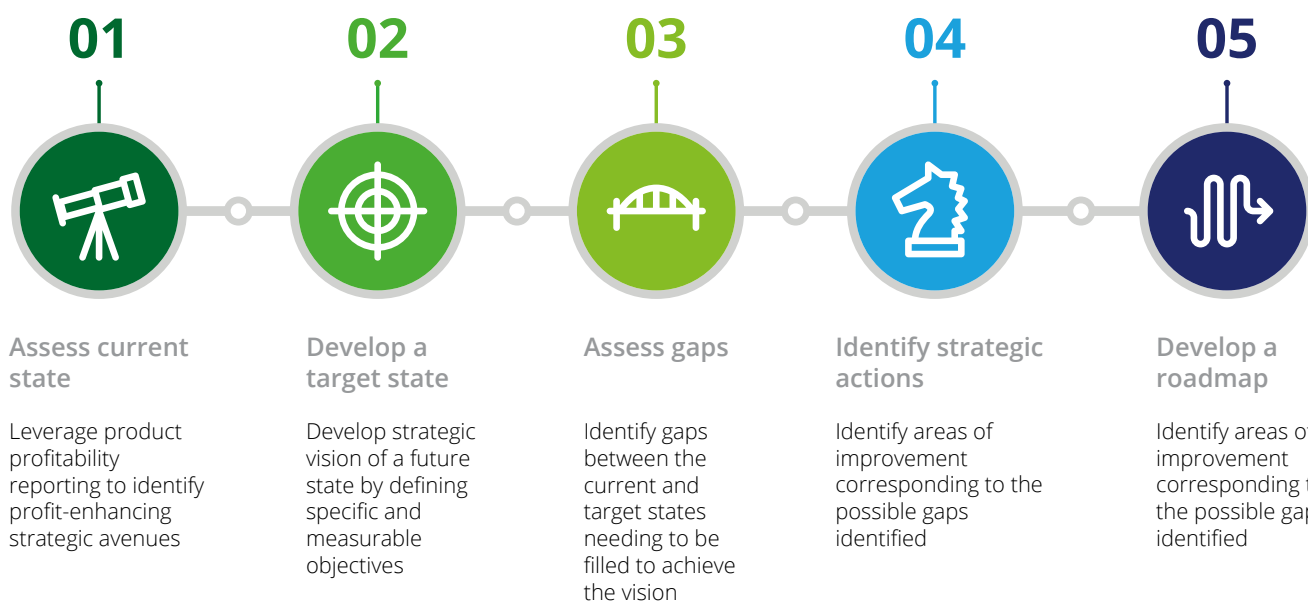 01
Assess current
state
Leverage product
profitability
reporting to identify
profit-enhancing
strategic avenues
02
Develop a
target state
Develop strategic
vision of a future
state by defining
specific and
measurable
objectives
03
Assess gaps
Identify gaps
between the
current and
target states
needing to be
filled to achieve
the vision
04
Identify strategic
actions
Identify areas of
improvement
corresponding to the
possible gaps
identified
05
Develop a
roadmap
Identify areas of
improvement
corresponding
the possible
identified